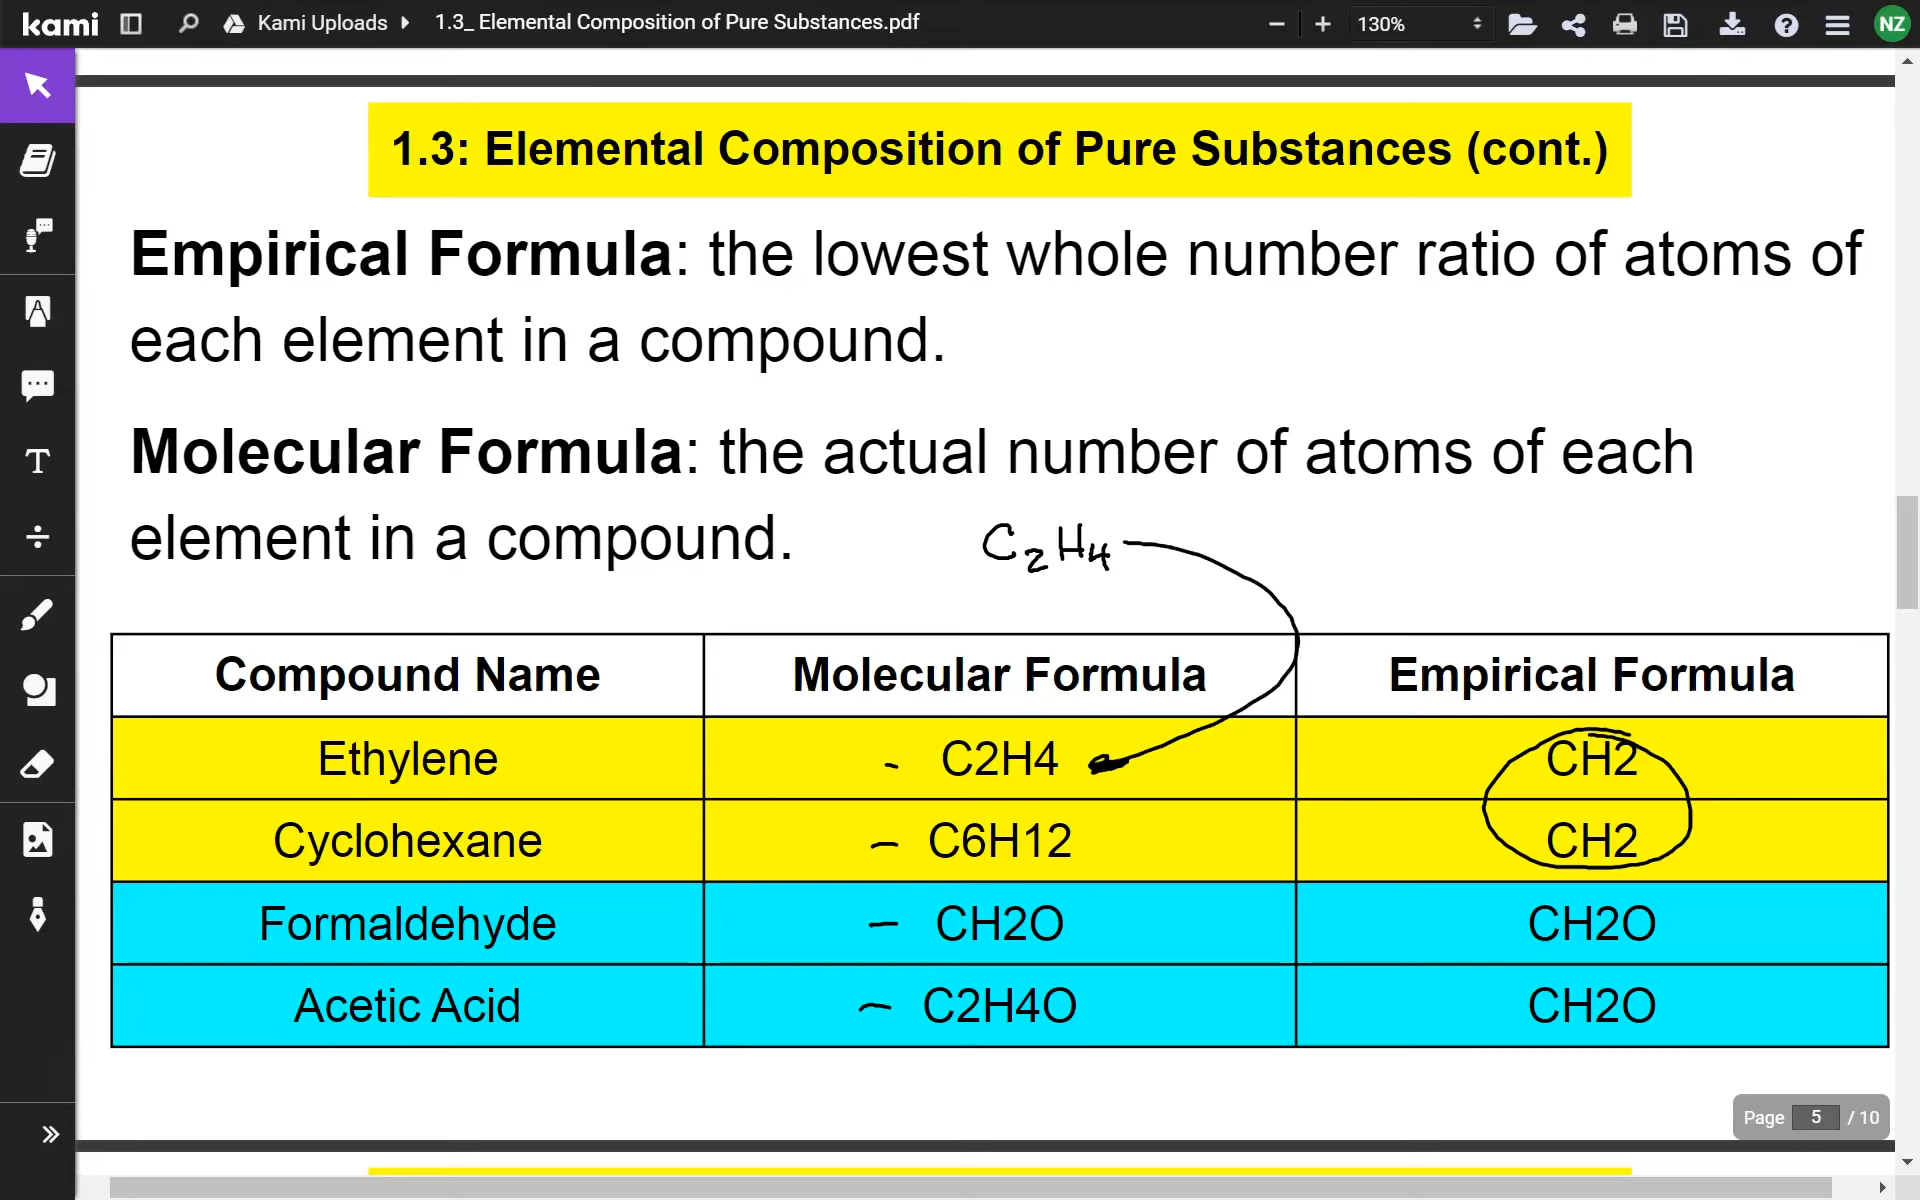 kami Kami Uploads 1.3_ Elemental Composition of Pure Substances.pdf − + 130% NZ
1.3: Elemental Composition of Pure Substances (cont.)
Empirical Formula: the lowest whole number ratio of atoms of
each element in a compound.
Molecular Formula: the actual number of atoms of each
element in a compound.
C2H4
Compound Name Molecular Formula Empirical Formula
Ethylene - C2H4 CH2
Cyclohexane - C6H12 CH2
Formaldehyde - CH2O CH2O
Acetic Acid - C2H4O CH2O
Page 5 / 10